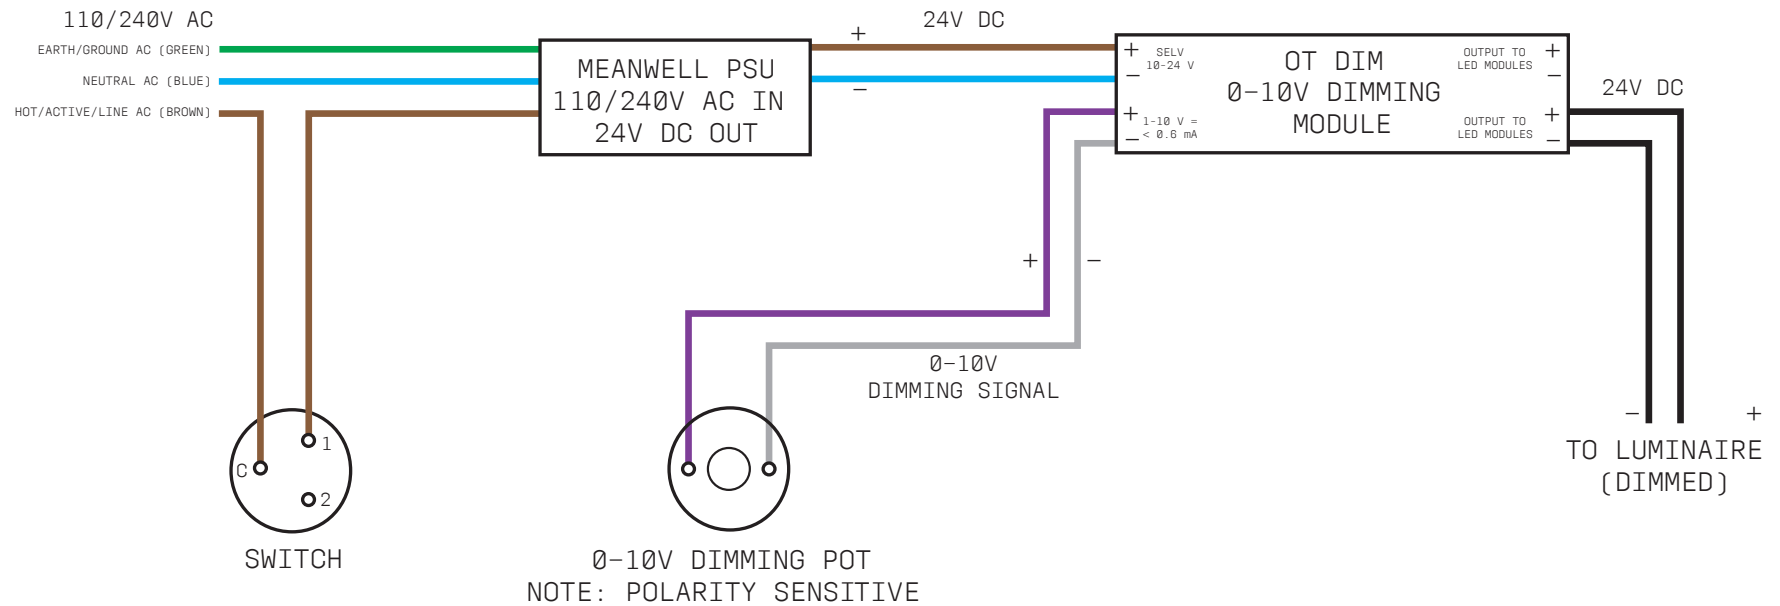 110/240V AC
EARTH/GROUND AC (GREEN)
NEUTRAL AC (BLUE)
HOT/ACTIVE/LINE AC (BROWN)
MEANWELL PSU
110/240V AC IN
24V DC OUT
24V DC
+
−
+
−
+
−
SELV
10-24 V
1-10 V =
< 0.6 mA
OT DIM
0-10V DIMMING
MODULE
OUTPUT TO
LED MODULES
+
−
OUTPUT TO
LED MODULES
+
−
24V DC
+
−
0-10V
DIMMING SIGNAL
−
+
TO LUMINAIRE
(DIMMED)
C
1
2
SWITCH
0-10V DIMMING POT
NOTE: POLARITY SENSITIVE